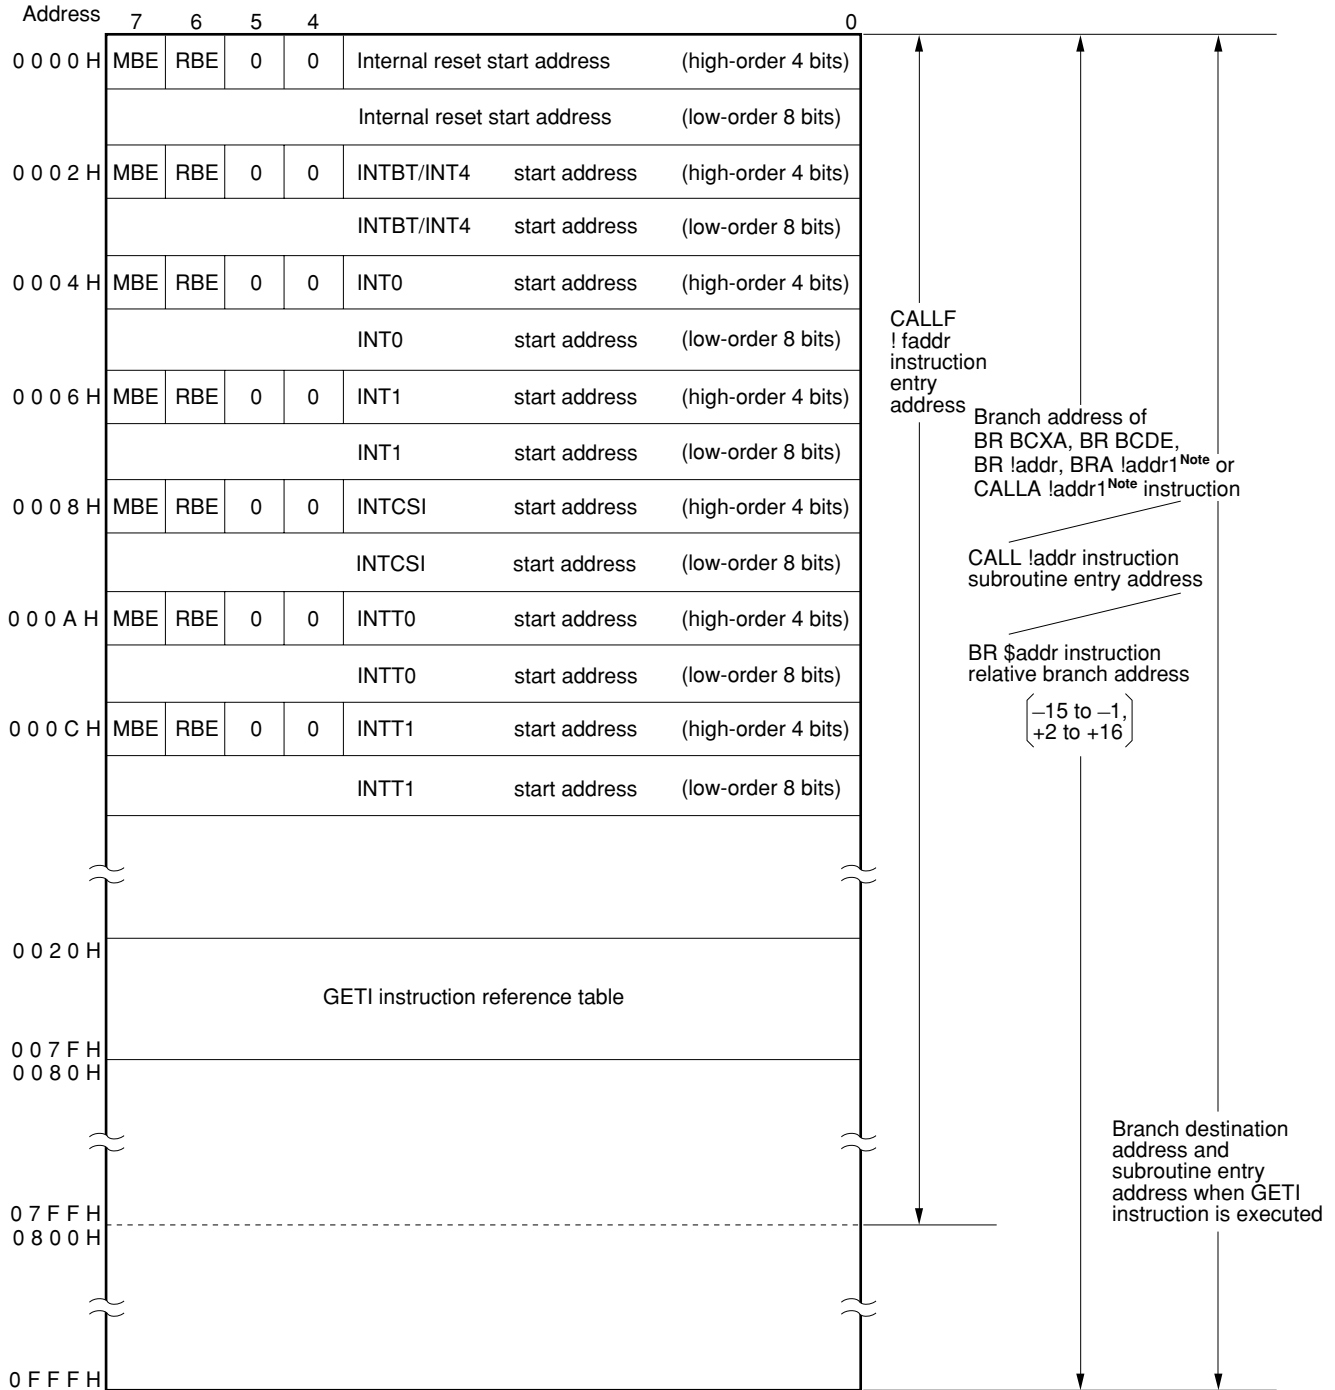 Address 7 6 5 4 0
0000H MBE RBE 0 0 Internal reset start address (high-order 4 bits)
Internal reset start address (low-order 8 bits)
0002H MBE RBE 0 0 INTBT/INT4 start address (high-order 4 bits)
INTBT/INT4 start address (low-order 8 bits)
0004H MBE RBE 0 0 INT0 start address (high-order 4 bits)
INT0 start address (low-order 8 bits)
0006H MBE RBE 0 0 INT1 start address (high-order 4 bits)
INT1 start address (low-order 8 bits)
0008H MBE RBE 0 0 INTCSI start address (high-order 4 bits)
INTCSI start address (low-order 8 bits)
000AH MBE RBE 0 0 INTT0 start address (high-order 4 bits)
INTT0 start address (low-order 8 bits)
000CH MBE RBE 0 0 INTT1 start address (high-order 4 bits)
INTT1 start address (low-order 8 bits)
0020H
GETI instruction reference table
007FH
0080H
07FFH
0800H
0FFFH
CALLF
! faddr
instruction
entry
address
Branch address of
BR BCXA, BR BCDE,
BR !addr, BRA !addr1Note or
CALLA !addr1Note instruction
CALL !addr instruction
subroutine entry address
BR $addr instruction
relative branch address
–15 to –1,
+2 to +16
Branch destination
address and
subroutine entry
address when GETI
instruction is executed